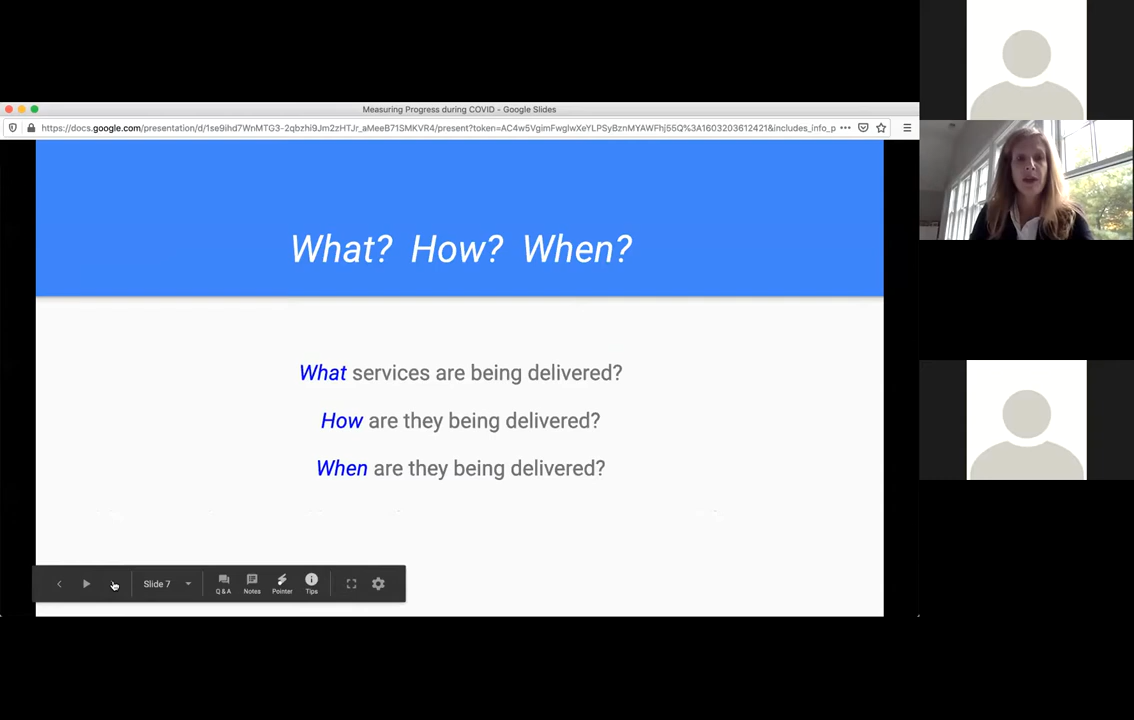 Measuring Progress during COVID - Google Slides
What? How? When?
What services are being delivered?
How are they being delivered?
When are they being delivered?
Slide 7
Q & A
Notes
Pointer
Tips